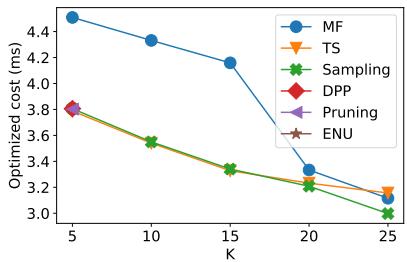 Optimized cost (ms)
4.4
4.2
4.0
3.8
3.6
3.4
3.2
3.0
MF
TS
Sampling
DPP
Pruning
ENU
5 10 15 20 25
K